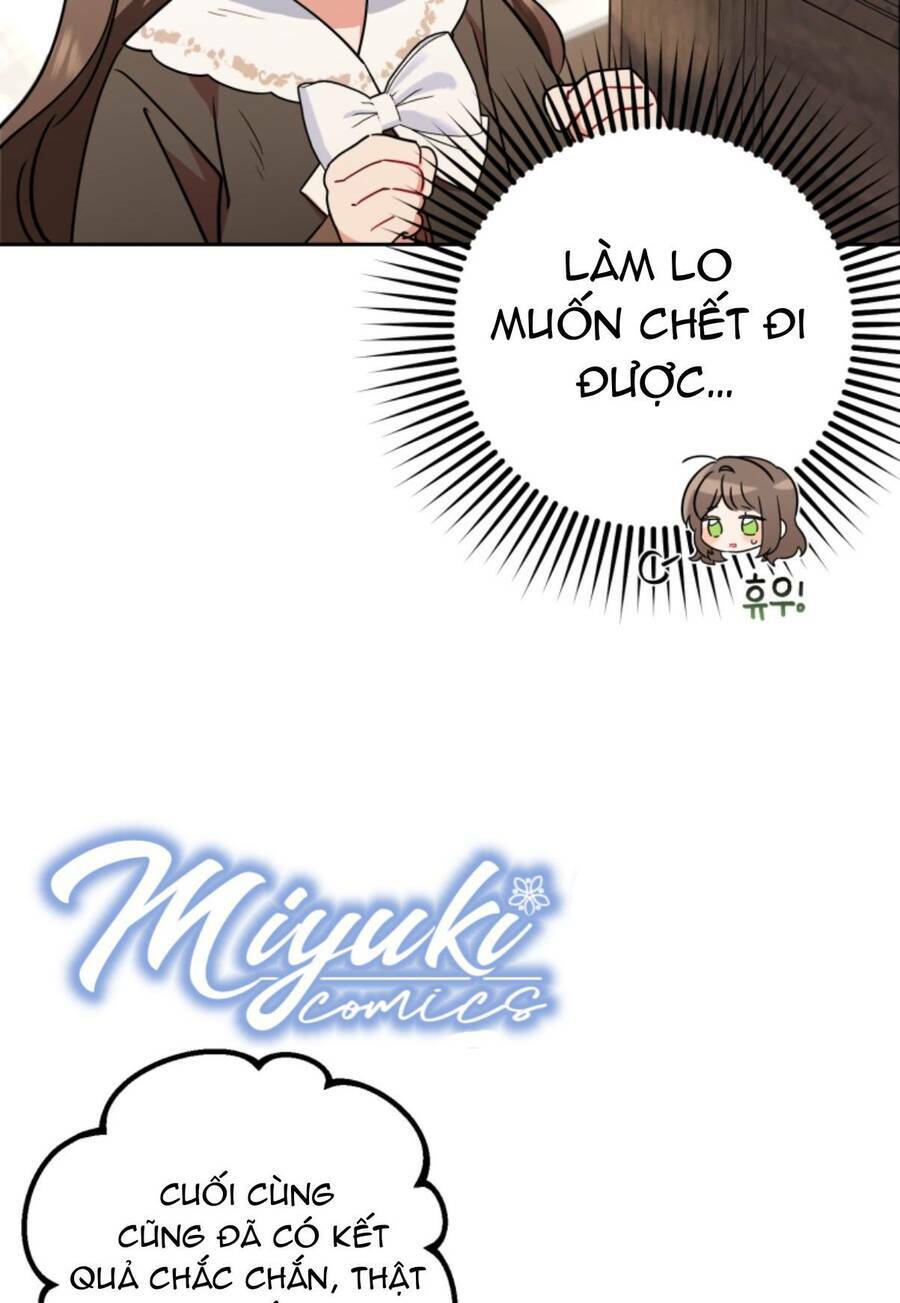 LÀM LO
MUỐN CHẾT ĐI
ĐƯỢC...
휴우!
Miyuki
comics
CUỐI CÙNG
CŨNG ĐÃ CÓ KẾT
QUẢ CHẮC CHẮN, THẬT